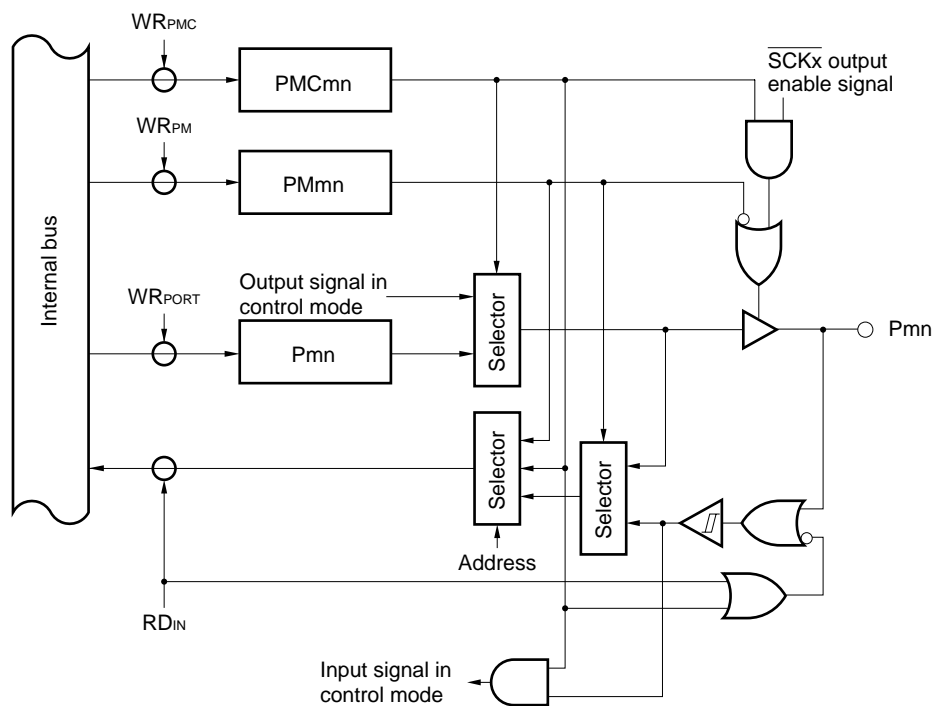 WRPMC
PMCmn
SCKx output
enable signal
WRPM
PMmn
Internal bus
Output signal in
control mode
WRPORT
Pmn
Selector
Pmn
Selector
Selector
Address
RDIN
Input signal in
control mode